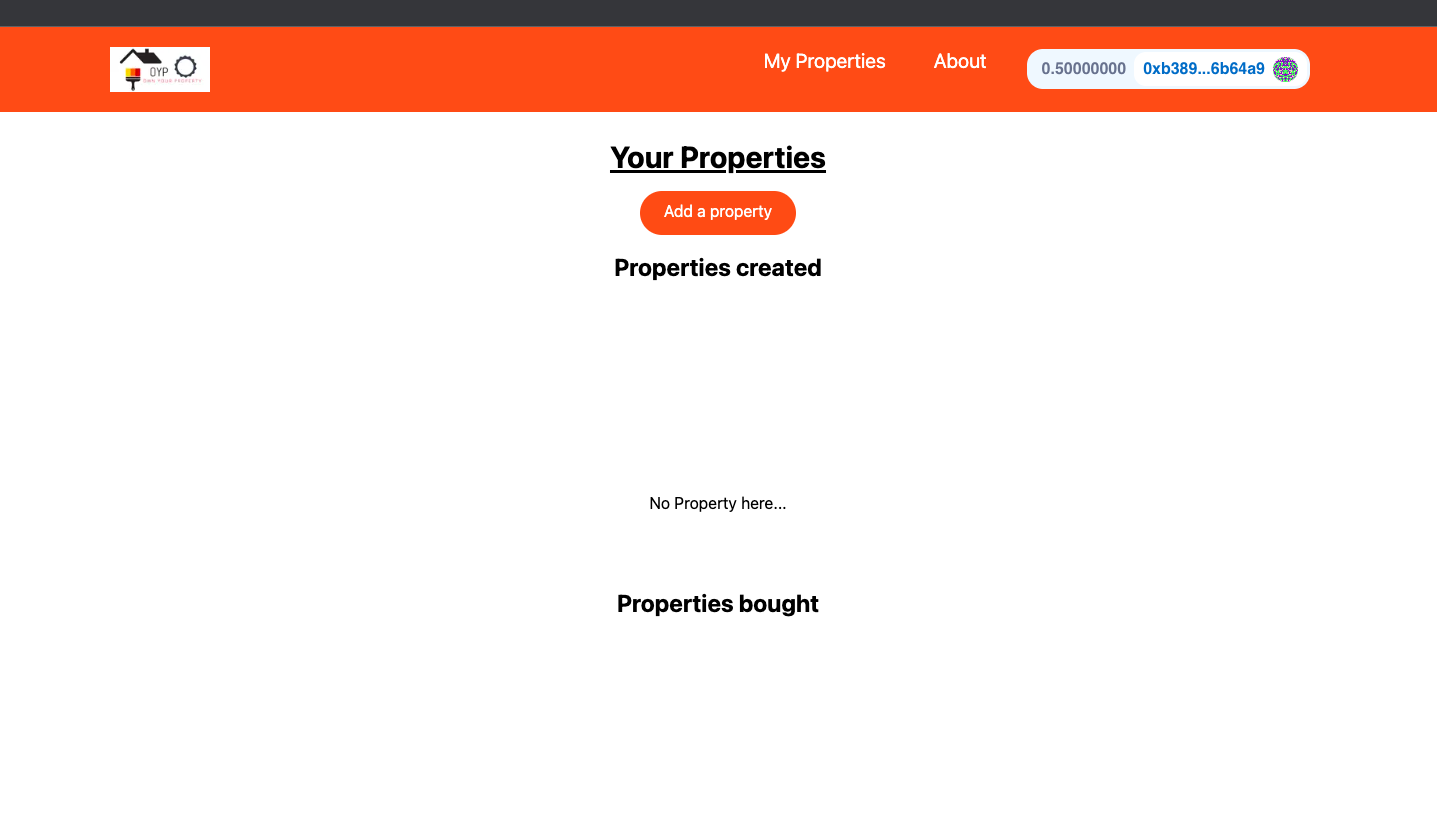 OYP
OWN YOUR PROPERTY
My Properties
About
0.50000000
0xb389...6b64a9
Your Properties
Add a property
Properties created
No Property here...
Properties bought